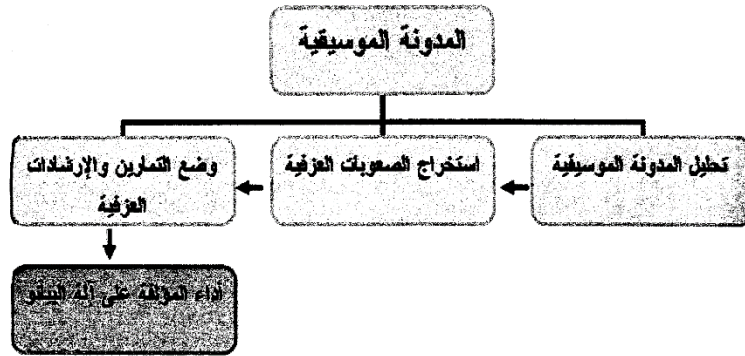 المدونة الموسيقية
تحليل المدونة الموسيقية
استخراج الصعوبات العزفية
وضع التمارين والإرشادات
العزفية
أداء المؤلفة على آلة البيانو